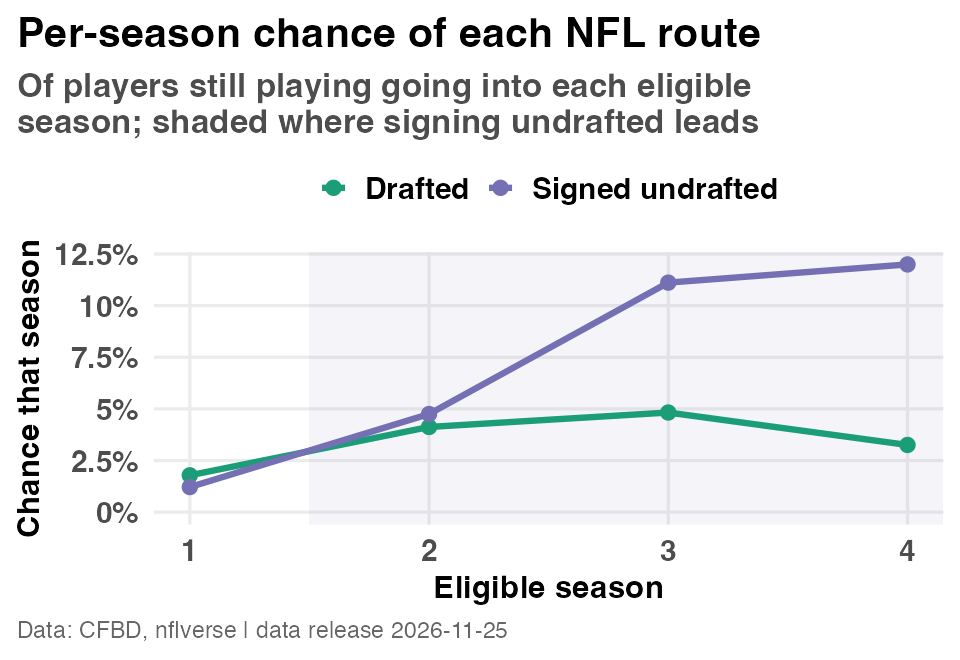 Per-season chance of each NFL route
Of players still playing going into each eligible
season; shaded where signing undrafted leads
Drafted
Signed undrafted
Chance that season
12.5%
10%
7.5%
5%
2.5%
0%
1
2
3
4
Eligible season
Data: CFBD, nflverse | data release 2026-11-25